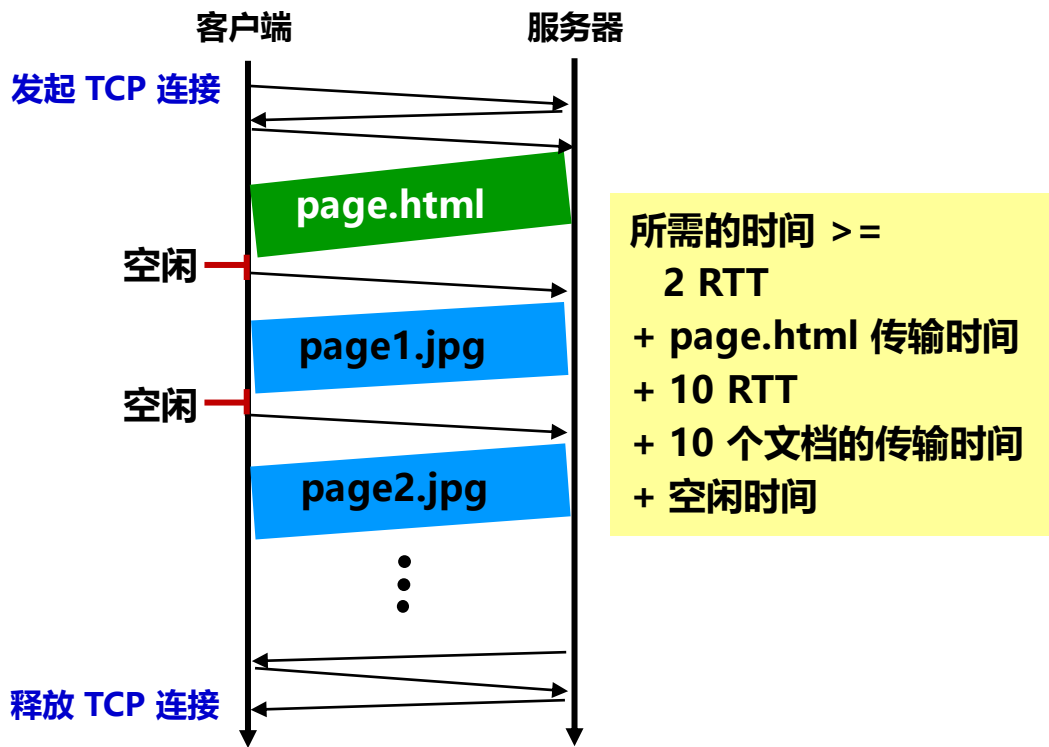 客户端
服务器
发起 TCP 连接
page.html
空闲
page1.jpg
空闲
page2.jpg
释放 TCP 连接
所需的时间 >=
2 RTT
+ page.html 传输时间
+ 10 RTT
+ 10 个文档的传输时间
+ 空闲时间